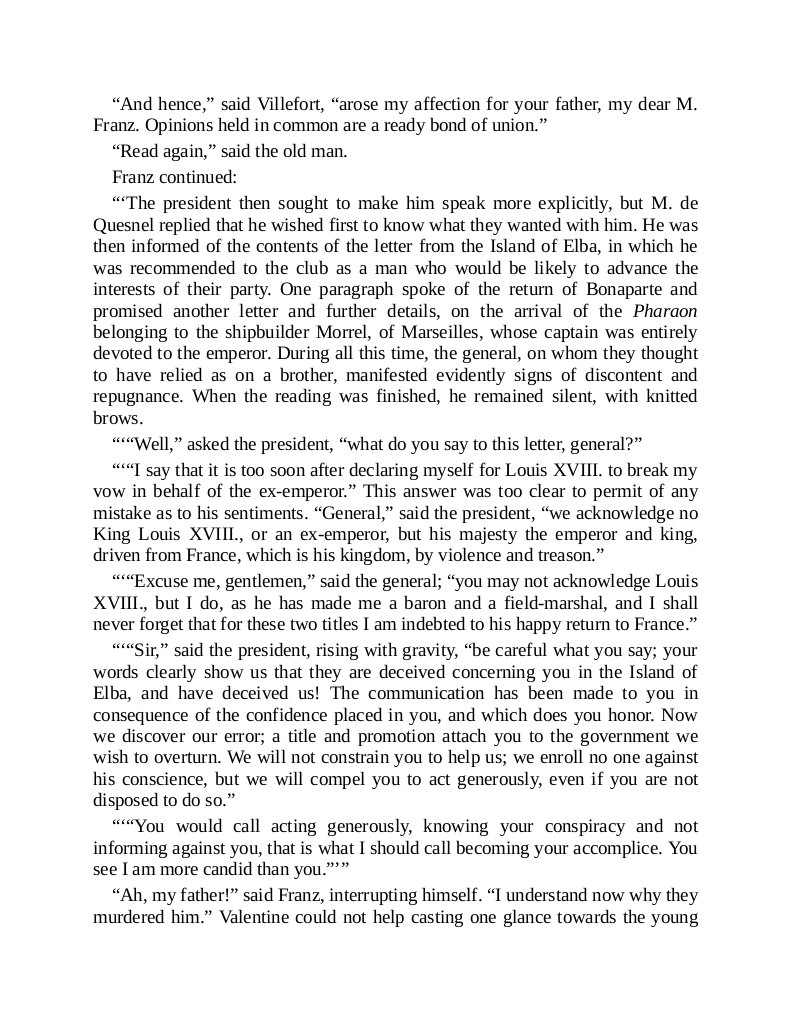 “And hence,” said Villefort, “arose my affection for your father, my dear M.
Franz. Opinions held in common are a ready bond of union.”
“Read again,” said the old man.
Franz continued:
“‘The president then sought to make him speak more explicitly, but M. de
Quesnel replied that he wished first to know what they wanted with him. He was
then informed of the contents of the letter from the Island of Elba, in which he
was recommended to the club as a man who would be likely to advance the
interests of their party. One paragraph spoke of the return of Bonaparte and
promised another letter and further details, on the arrival of the Pharaon
belonging to the shipbuilder Morrel, of Marseilles, whose captain was entirely
devoted to the emperor. During all this time, the general, on whom they thought
to have relied as on a brother, manifested evidently signs of discontent and
repugnance. When the reading was finished, he remained silent, with knitted
brows.
“‘“Well,” asked the president, “what do you say to this letter, general?”
“‘“I say that it is too soon after declaring myself for Louis XVIII. to break my
vow in behalf of the ex-emperor.” This answer was too clear to permit of any
mistake as to his sentiments. “General,” said the president, “we acknowledge no
King Louis XVIII., or an ex-emperor, but his majesty the emperor and king,
driven from France, which is his kingdom, by violence and treason.”
“‘“Excuse me, gentlemen,” said the general; “you may not acknowledge Louis
XVIII., but I do, as he has made me a baron and a field-marshal, and I shall
never forget that for these two titles I am indebted to his happy return to France.”
“‘“Sir,” said the president, rising with gravity, “be careful what you say; your
words clearly show us that they are deceived concerning you in the Island of
Elba, and have deceived us! The communication has been made to you in
consequence of the confidence placed in you, and which does you honor. Now
we discover our error; a title and promotion attach you to the government we
wish to overturn. We will not constrain you to help us; we enroll no one against
his conscience, but we will compel you to act generously, even if you are not
disposed to do so.”
“‘“You would call acting generously, knowing your conspiracy and not
informing against you, that is what I should call becoming your accomplice. You
see I am more candid than you.”’”
“Ah, my father!” said Franz, interrupting himself. “I understand now why they
murdered him.” Valentine could not help casting one glance towards the young